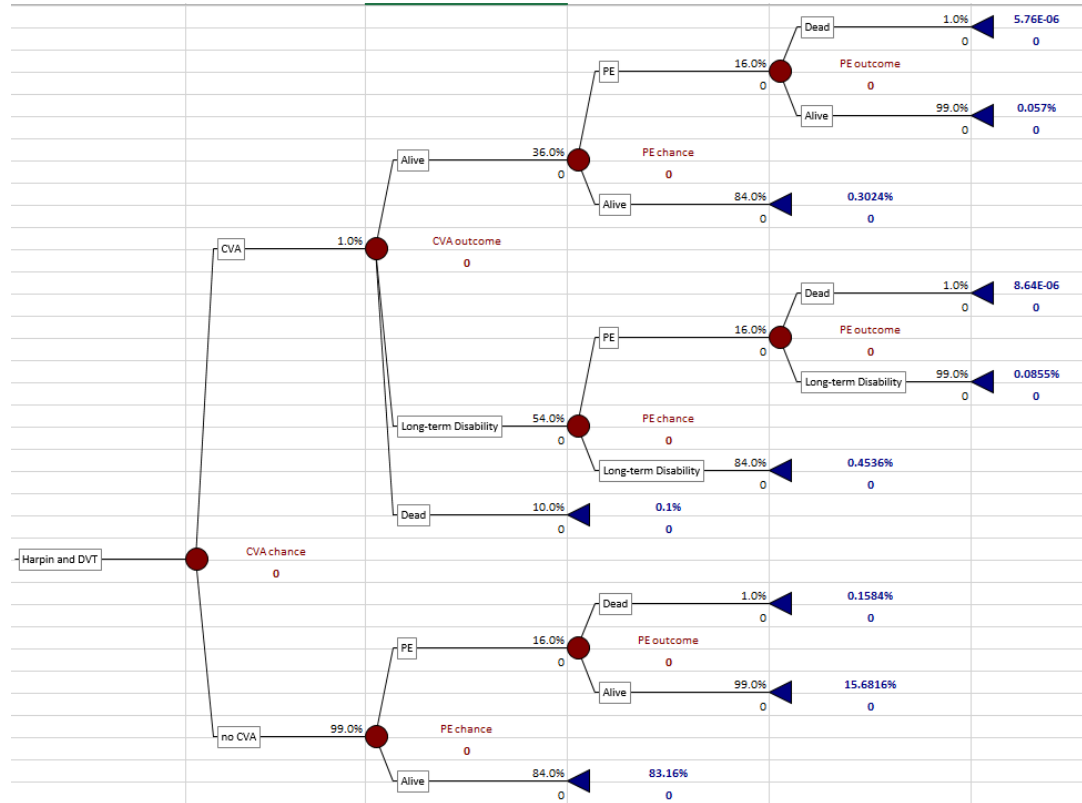 Dead 1.0% 5.76E-06
0 0
PE 16.0% PE outcome
0 0
Alive 99.0% 0.057%
0 0
Alive 36.0% PE chance
0 0
Alive 84.0% 0.3024%
0 0
CVA 1.0% CVA outcome
0
Dead 1.0% 8.64E-06
0 0
PE 16.0% PE outcome
0 0
Long-term Disability 99.0% 0.0855%
0 0
Long-term Disability 54.0% PE chance
0 0
Long-term Disability 84.0% 0.4536%
0 0
Dead 10.0% 0.1%
0 0
Harpin and DVT CVA chance
0
Dead 1.0% 0.1584%
0 0
PE 16.0% PE outcome
0 0
Alive 99.0% 15.6816%
0 0
no CVA 99.0% PE chance
0
Alive 84.0% 83.16%
0 0